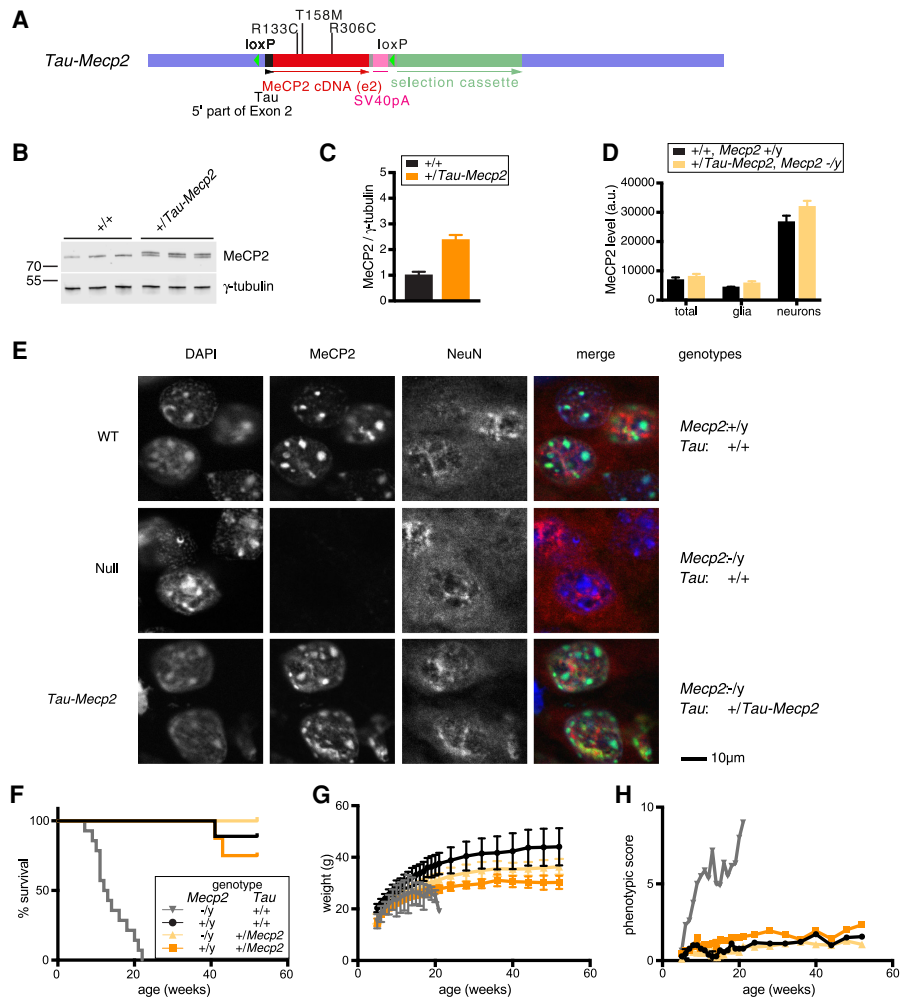 A
T158M
R133C
R306C
loxP
loxP
Tau-Mecp2
MeCP2 cDNA (e2)
selection cassette
Tau
SV40pA
5' part of Exon 2
B
+/+
+/Tau-Mecp2
MeCP2
70
55
γ-tubulin
C
+/+
+/Tau-Mecp2
MeCP2 / γ-tubulin
5
4
3
2
1
0
D
+/+, Mecp2 +/y
+/Tau-Mecp2, Mecp2 -/y
MeCP2 level (a.u.)
40000
30000
20000
10000
0
total
glia
neurons
E
DAPI
MeCP2
NeuN
merge
genotypes
WT
Mecp2:+/y
Tau: +/+
Null
Mecp2:-/y
Tau: +/+
Tau-Mecp2
Mecp2:-/y
Tau: +/Tau-Mecp2
10μm
F
% survival
100
50
0
0
20
40
60
age (weeks)
genotype
Mecp2 Tau
-/y +/+
+/y +/+
-/y +/Mecp2
+/y +/Mecp2
G
weight (g)
60
40
20
0
0
20
40
60
age (weeks)
H
phenotypic score
10
5
0
0
20
40
60
age (weeks)